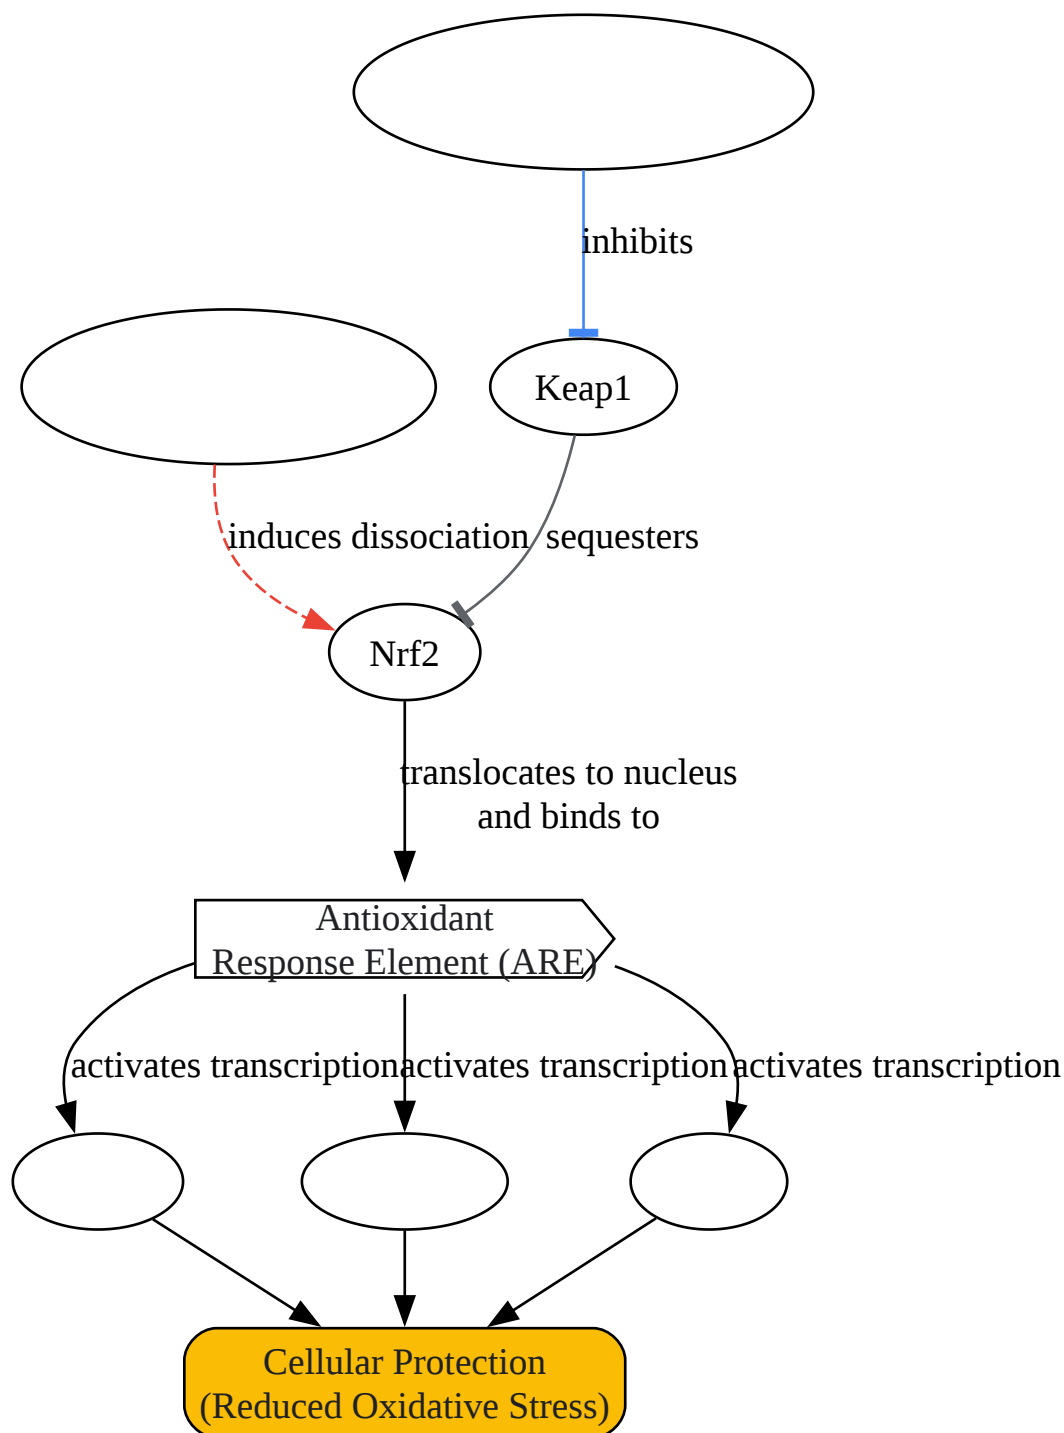 inhibits
Keap1
induces dissociation
sequesters
Nrf2
translocates to nucleus
and binds to
Antioxidant
Response Element (ARE)
activates transcription
activates transcription
activates transcription
Cellular Protection
(Reduced Oxidative Stress)